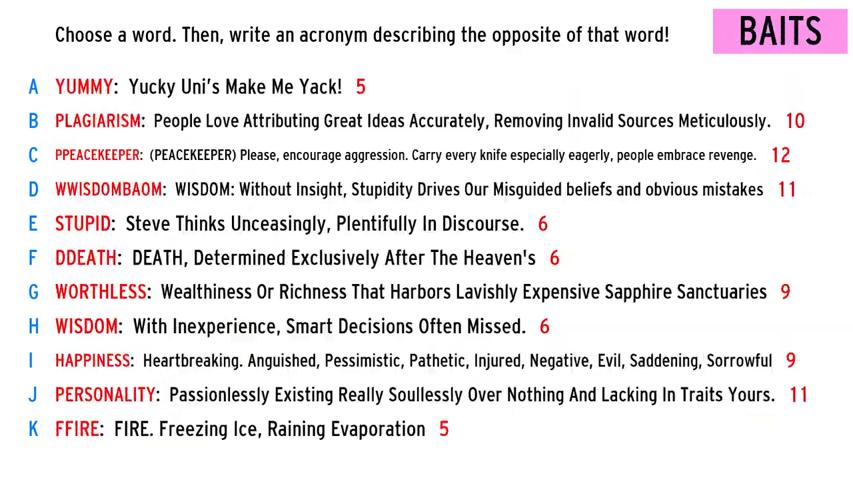 Choose a word. Then, write an acronym describing the opposite of that word!
BAITS
A YUMMY: Yucky Uni's Make Me Yack! 5
B PLAGIARISM: People Love Attributing Great Ideas Accurately, Removing Invalid Sources Meticulously. 10
C PPEACEKEEPER: (PEACEKEEPER) Please, encourage aggression. Carry every knife especially eagerly, people embrace revenge. 12
D WWISDOMBAOM: WISDOM: Without Insight, Stupidity Drives Our Misguided beliefs and obvious mistakes 11
E STUPID: Steve Thinks Unceasingly, Plentifully In Discourse. 6
F DDEATH: DEATH, Determined Exclusively After The Heaven's 6
G WORTHLESS: Wealthiness Or Richness That Harbors Lavishly Expensive Sapphire Sanctuaries 9
H WISDOM: With Inexperience, Smart Decisions Often Missed. 6
I HAPPINESS: Heartbreaking. Anguished, Pessimistic, Pathetic, Injured, Negative, Evil, Saddening, Sorrowful 9
J PERSONALITY: Passionlessly Existing Really Soullessly Over Nothing And Lacking In Traits Yours. 11
K FFIRE: FIRE. Freezing Ice, Raining Evaporation 5